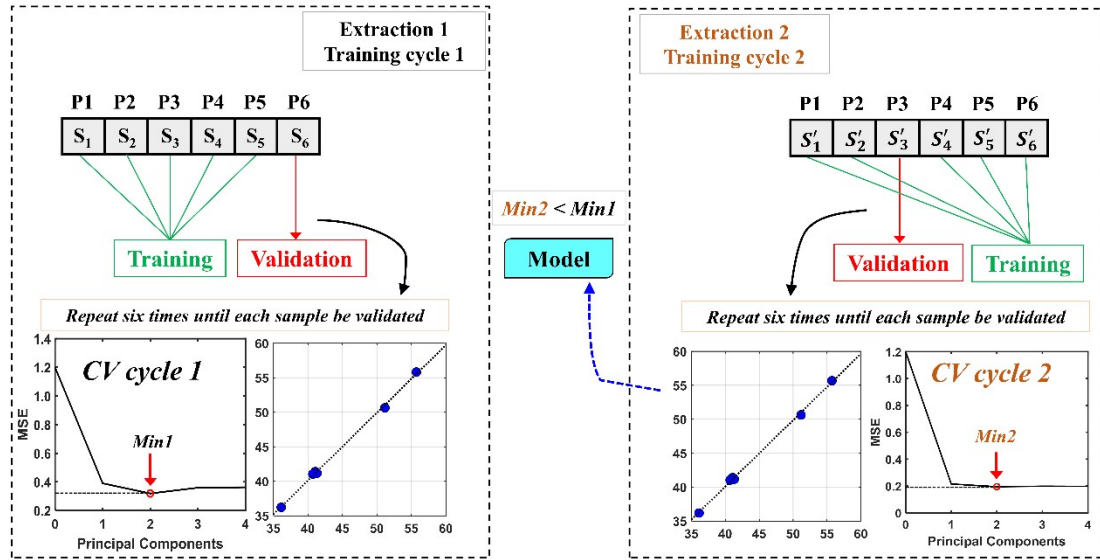 Extraction 1
Training cycle 1
P1 P2 P3 P4 P5 P6
S₁ S₂ S₃ S₄ S₅ S₆
Training Validation
Repeat six times until each sample be validated
1.4
1.2
1.0
0.8
0.6
0.4
0.2
MSE
CV cycle 1
Min1
0 1 2 3 4
Principal Components
60
55
50
45
40
35
35 40 45 50 55 60
Min2 < Min1
Model
Extraction 2
Training cycle 2
P1 P2 P3 P4 P5 P6
S′₁ S′₂ S′₃ S′₄ S′₅ S′₆
Validation Training
Repeat six times until each sample be validated
60
55
50
45
40
35
35 40 45 50 55 60
1.2
1.0
0.8
0.6
0.4
0.2
0
MSE
CV cycle 2
Min2
0 1 2 3 4
Principal Components